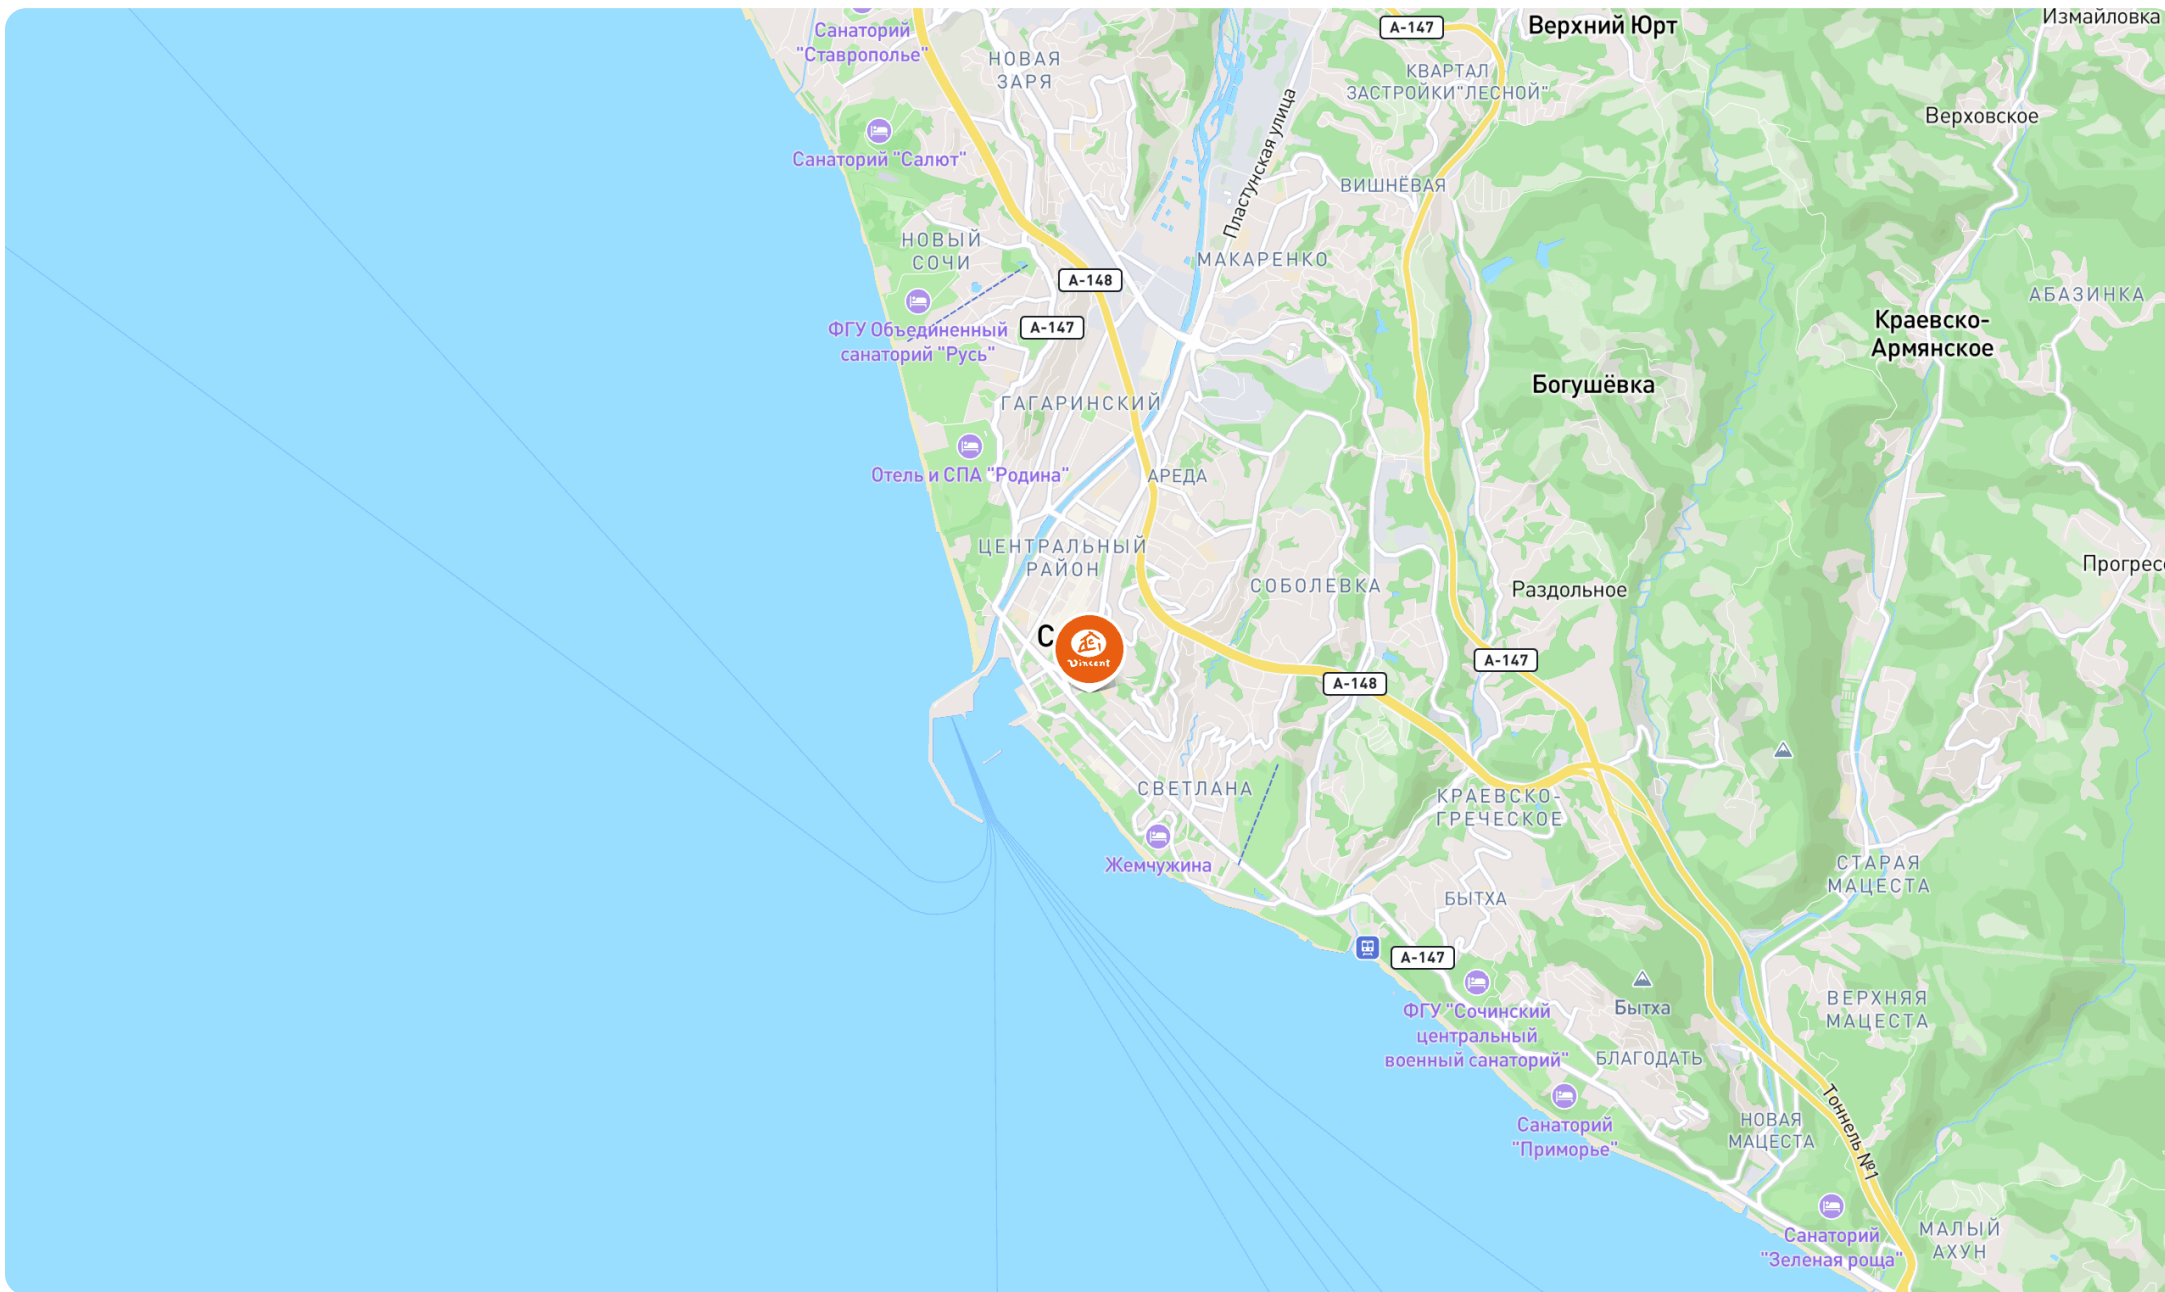 Санаторий
"Ставрополье"
НОВАЯ
ЗАРЯ
А-147
Верхний Юрт
Измайловка
КВАРТАЛ
ЗАСТРОЙКИ"ЛЕСНОЙ"
Верховское
Санаторий "Салют"
Пластунская улица
ВИШНЁВАЯ
НОВЫЙ
СОЧИ
МАКАРЕНКО
А-148
АБАЗИНКА
ФГУ Объединенный
санаторий "Русь"
А-147
Краевско-
Армянское
Богушёвка
ГАГАРИНСКИЙ
Отель и СПА "Родина"
АРЕДА
ЦЕНТРАЛЬНЫЙ
РАЙОН
СОБОЛЕВКА
Раздольное
Прогресс
С
Vincent
А-147
А-148
СВЕТЛАНА
КРАЕВСКО-
ГРЕЧЕСКОЕ
Жемчужина
СТАРАЯ
МАЦЕСТА
БЫТХА
А-147
ФГУ "Сочинский
центральный
военный санаторий"
Бытха
ВЕРХНЯЯ
МАЦЕСТА
БЛАГОДАТЬ
Санаторий
"Приморье"
НОВАЯ
МАЦЕСТА
Тоннель №1
Санаторий
"Зеленая роща"
МАЛЫЙ
АХУН